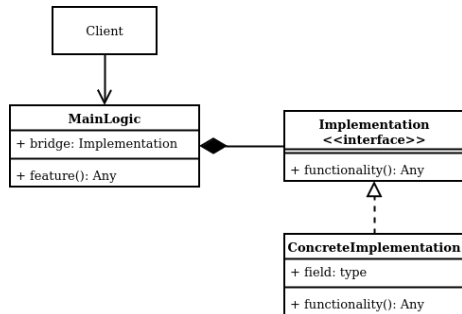 Client
MainLogic
+ bridge: Implementation
+ feature(): Any
Implementation
<<interface>>
+ functionality(): Any
ConcreteImplementation
+ field: type
+ functionality(): Any